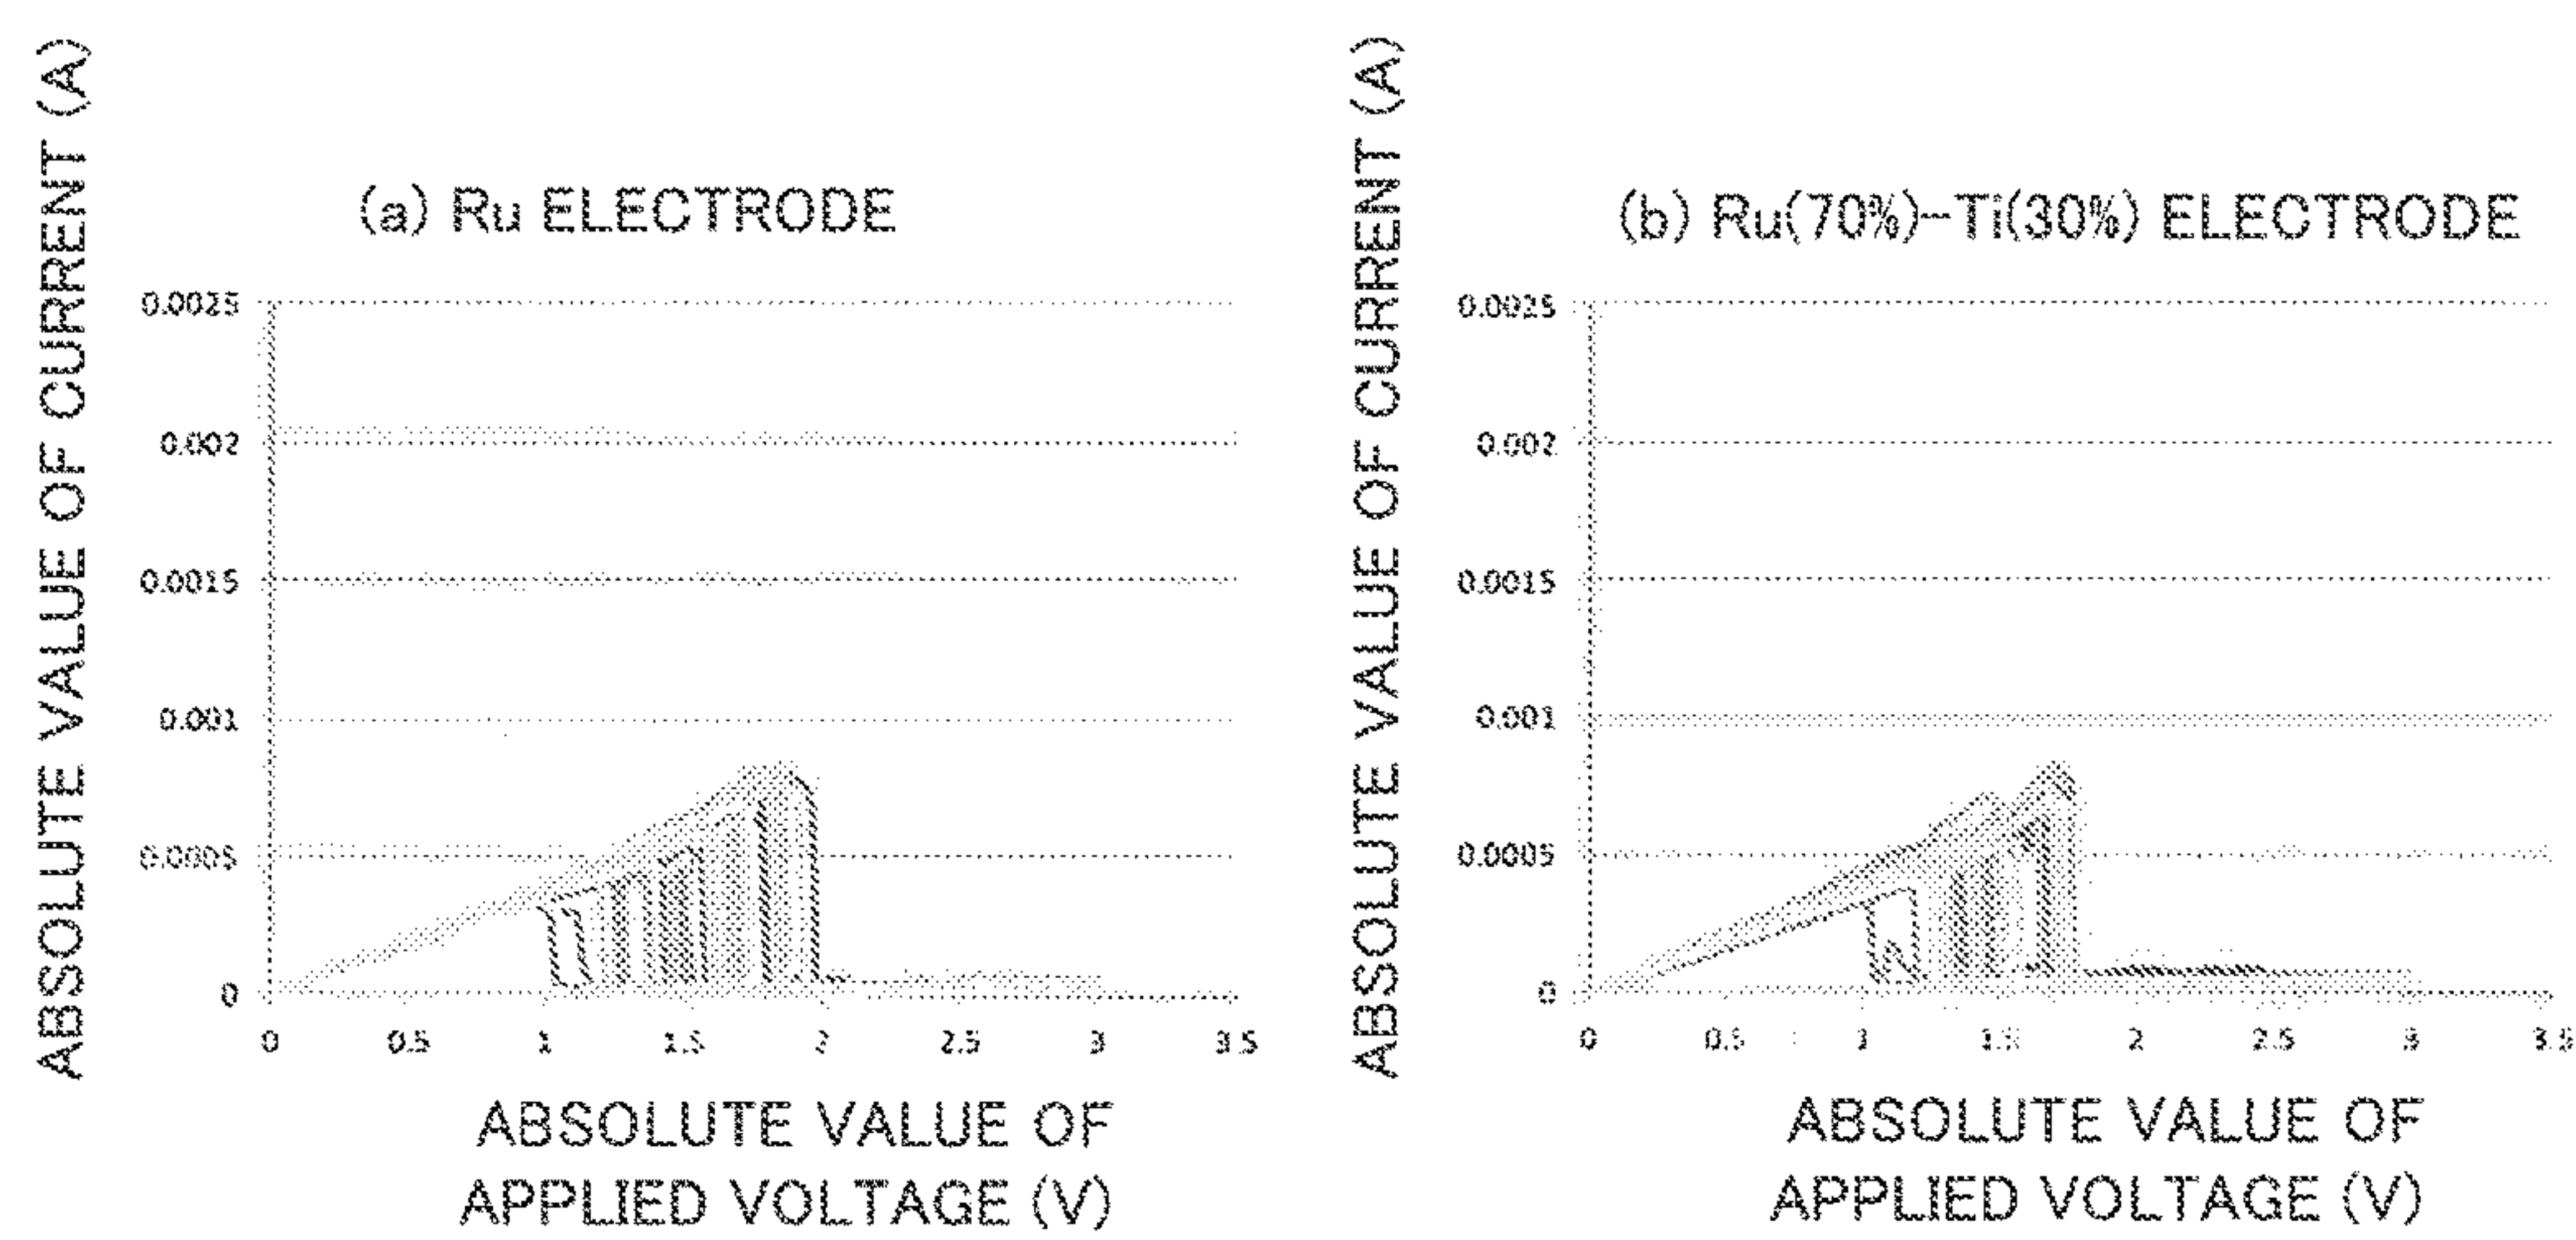 (a) Ru ELECTRODE
ABSOLUTE VALUE OF CURRENT (A)
0.0025
0.002
0.0015
0.001
0.0005
0
0 0.5 1 1.5 2 2.5 3 3.5
ABSOLUTE VALUE OF
APPLIED VOLTAGE (V)
(b) Ru(70%)-Ti(30%) ELECTRODE
ABSOLUTE VALUE OF CURRENT (A)
0.0025
0.002
0.0015
0.001
0.0005
0
0 0.5 1 1.5 2 2.5 3 3.5
ABSOLUTE VALUE OF
APPLIED VOLTAGE (V)